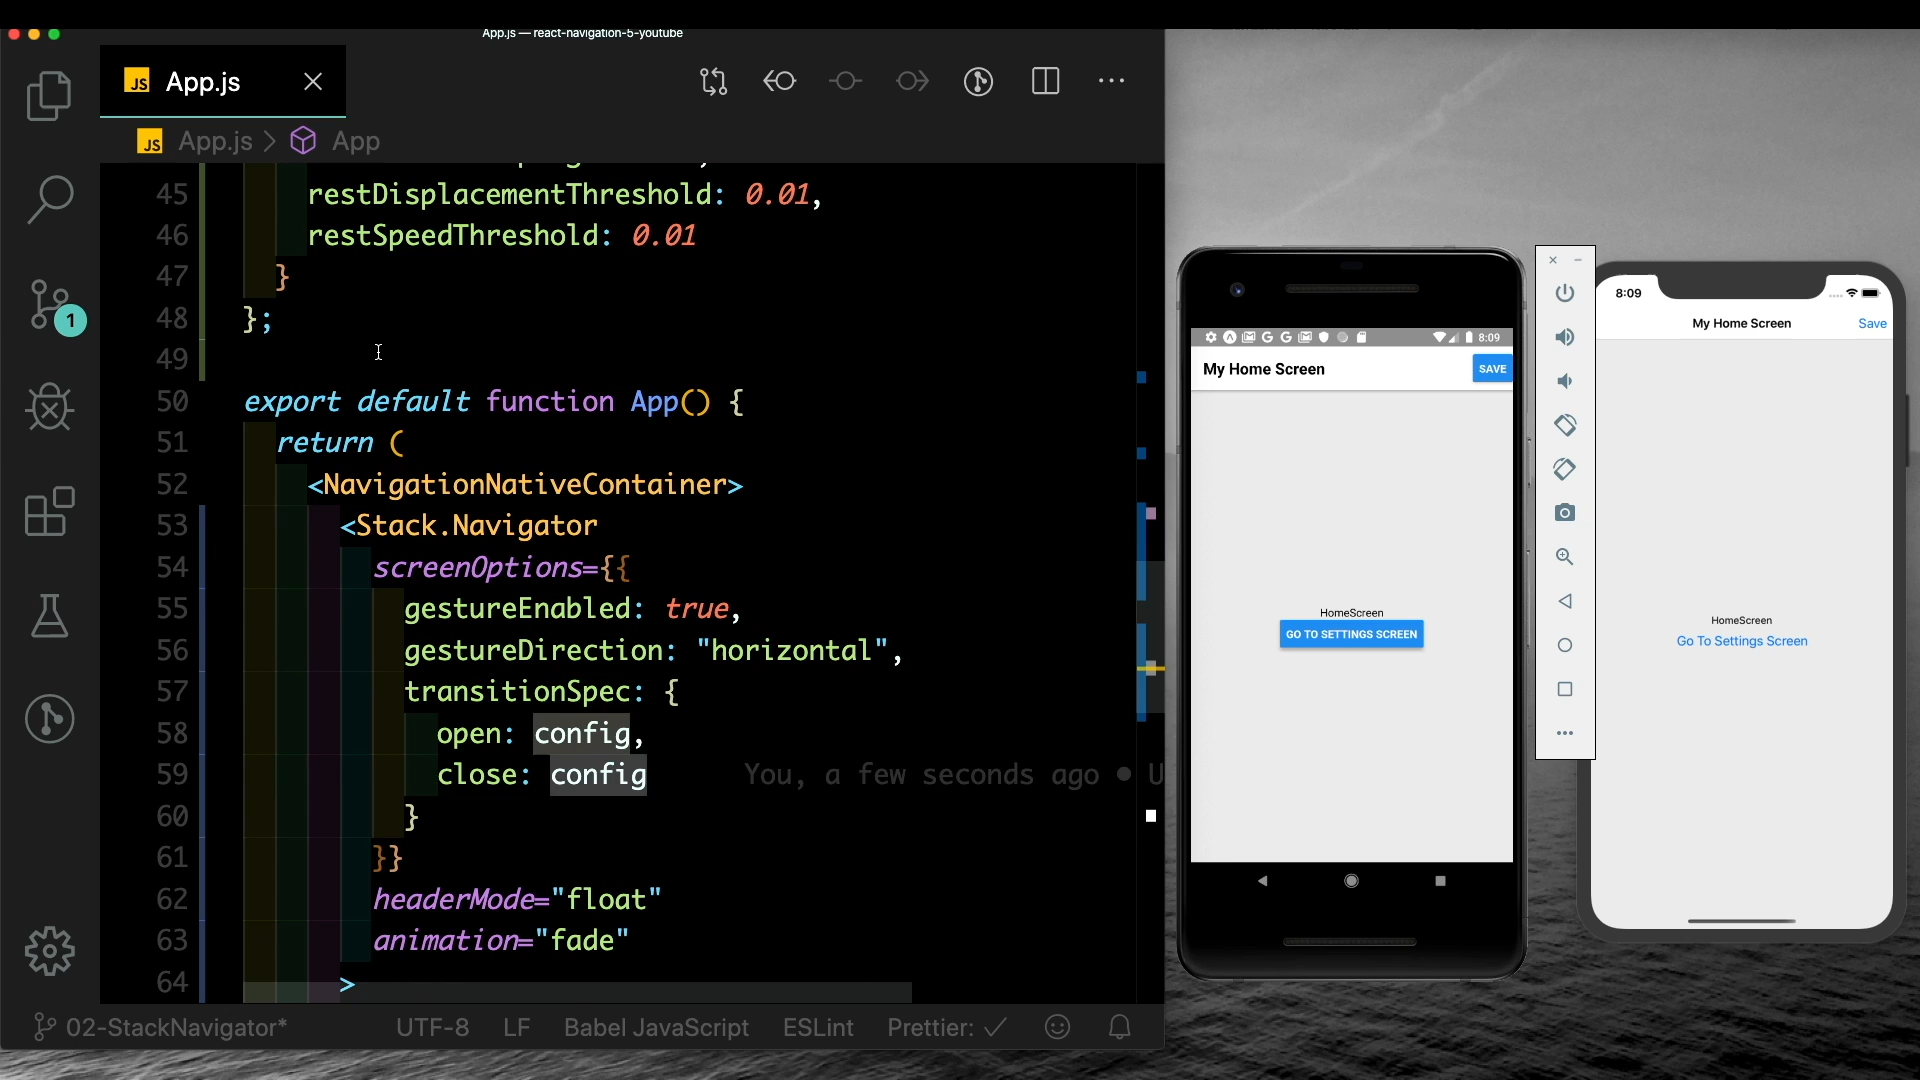 App.js — react-navigation-5-youtube
JS App.js
JS App.js > App
45 restDisplacementThreshold: 0.01,
46 restSpeedThreshold: 0.01
47 }
48 };
49
50 export default function App() {
51 return (
52 <NavigationNativeContainer>
53 <Stack.Navigator
54 screenOptions={{
55 gestureEnabled: true,
56 gestureDirection: "horizontal",
57 transitionSpec: {
58 open: config,
59 close: config You, a few seconds ago • U
60 }
61 }}
62 headerMode="float"
63 animation="fade"
64 >
1
02-StackNavigator* UTF-8 LF Babel JavaScript ESLint Prettier: ✓
8:09
My Home Screen SAVE
HomeScreen
GO TO SETTINGS SCREEN
8:09
My Home Screen Save
HomeScreen
Go To Settings Screen